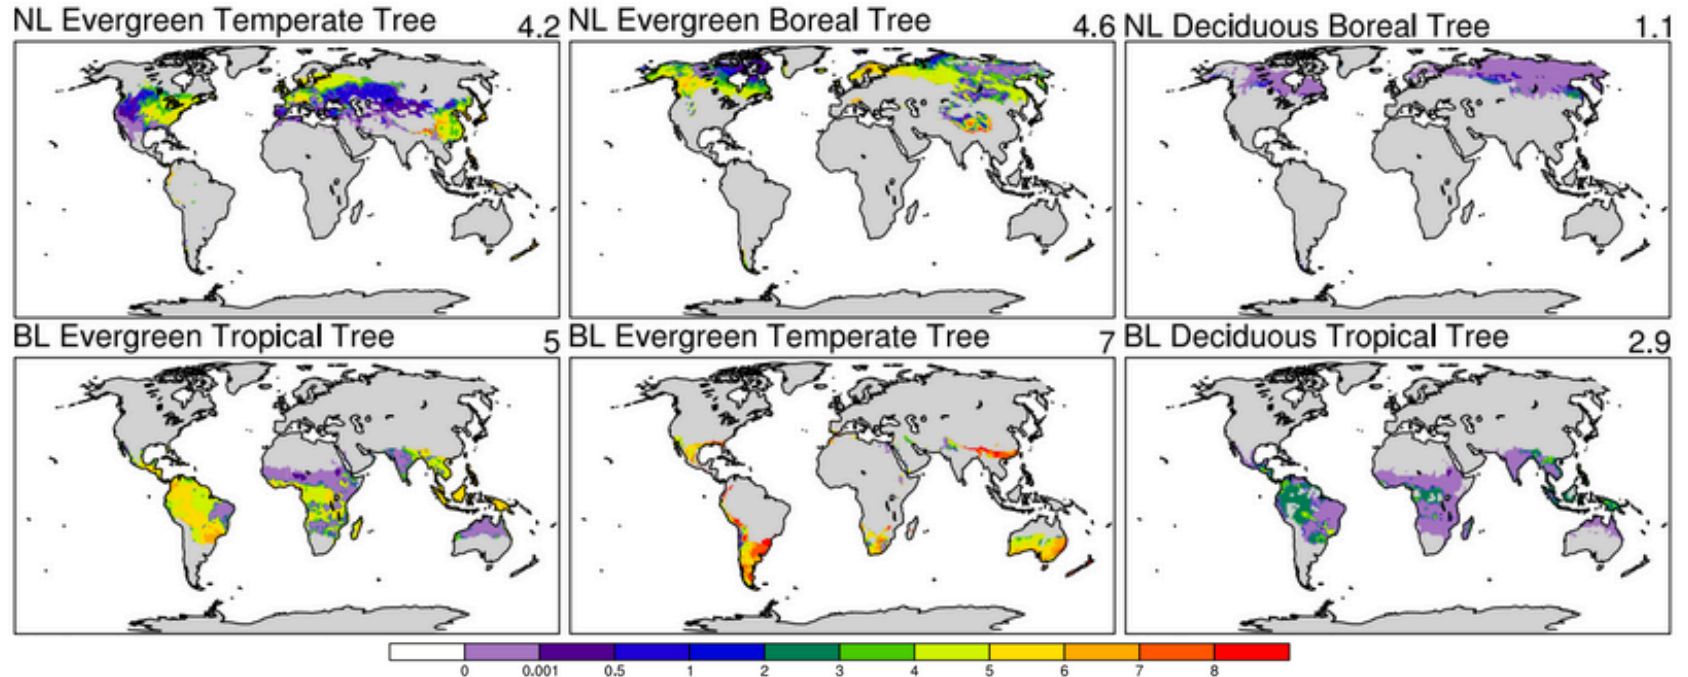 NL Evergreen Temperate Tree 4.2
NL Evergreen Boreal Tree 4.6
NL Deciduous Boreal Tree 1.1
BL Evergreen Tropical Tree 5
BL Evergreen Temperate Tree 7
BL Deciduous Tropical Tree 2.9
0 0.001 0.5 1 2 3 4 5 6 7 8